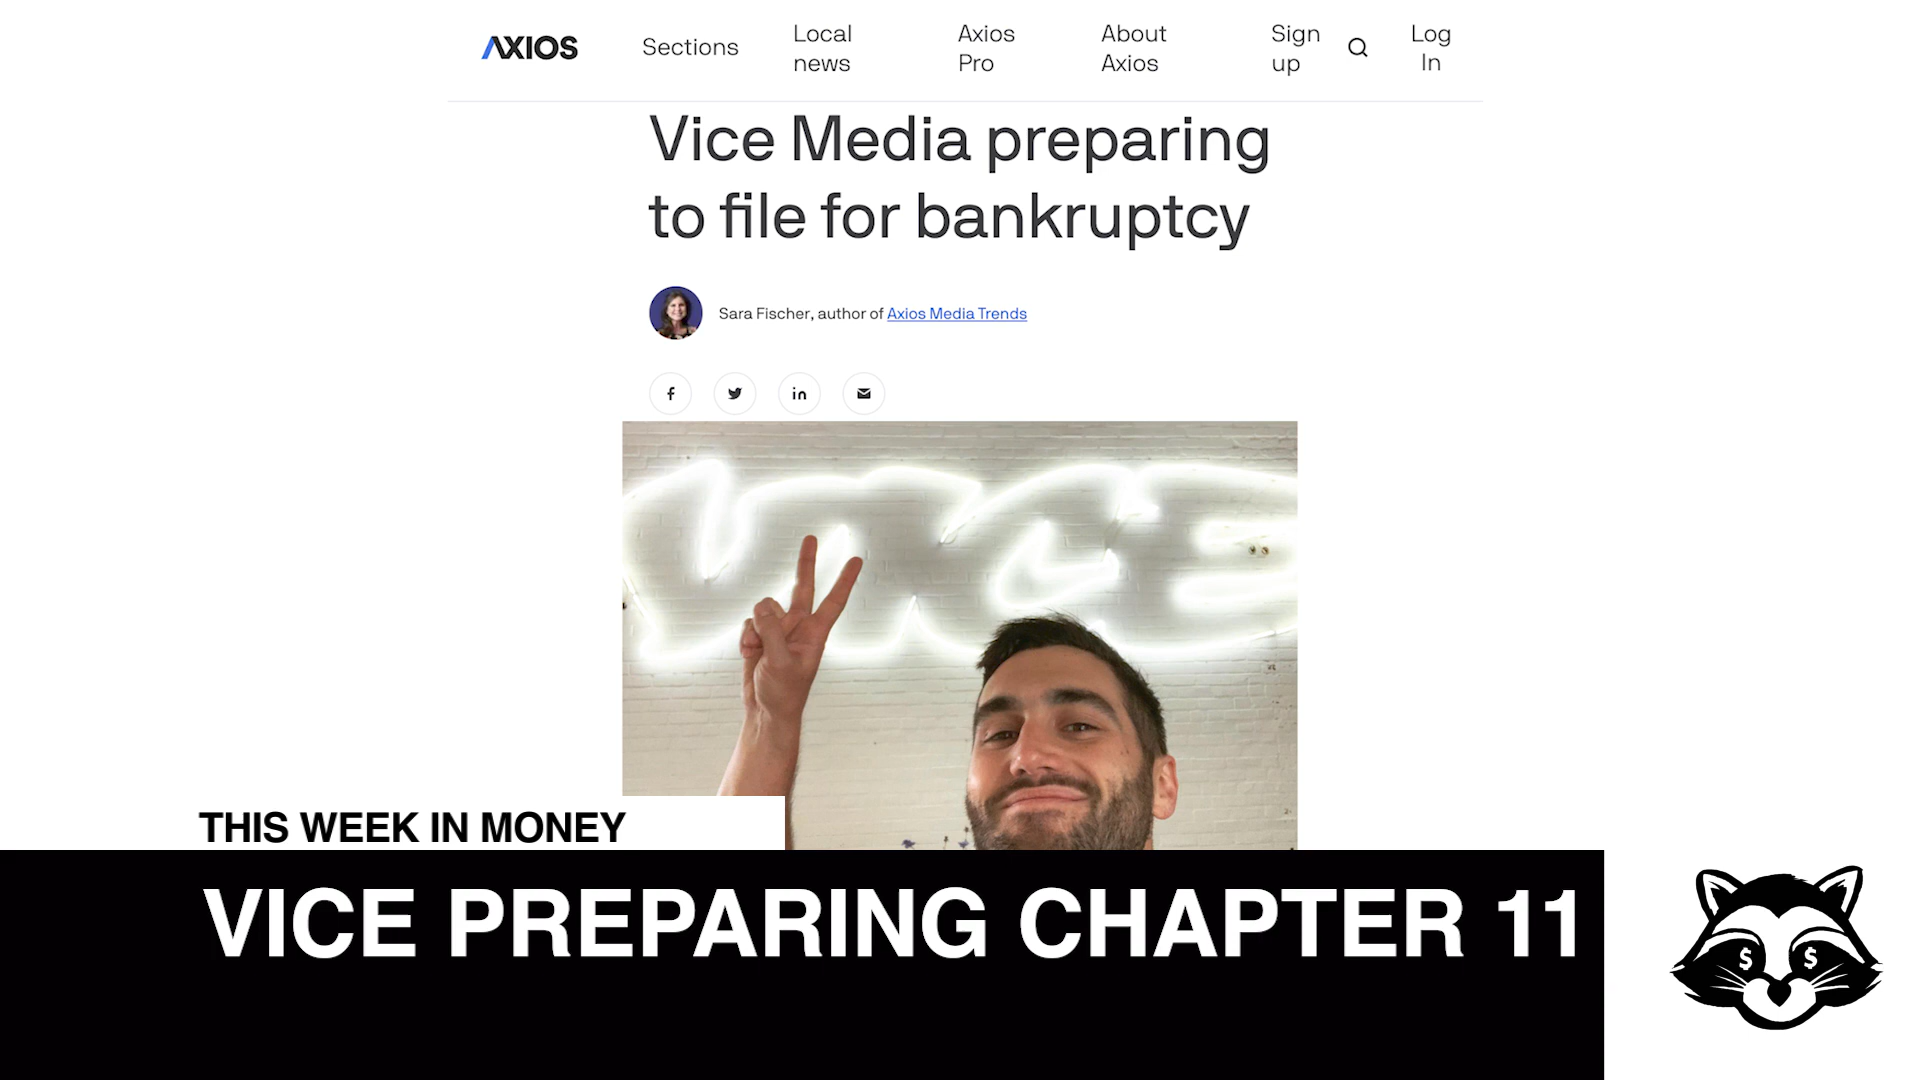 AXIOS
Sections
Local news
Axios Pro
About Axios
Sign up
Log In
Vice Media preparing
to file for bankruptcy
Sara Fischer, author of Axios Media Trends
VICE
THIS WEEK IN MONEY
VICE PREPARING CHAPTER 11
$ $